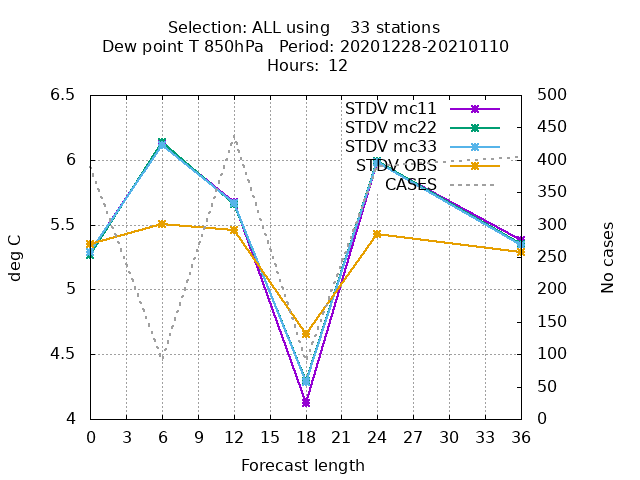 Selection: ALL using    33 stations
Dew point T 850hPa   Period: 20201228-20210110
Hours:  12
6.5
6
5.5
5
4.5
4
deg C
500
450
400
350
300
250
200
150
100
50
0
No cases
STDV mc11
STDV mc22
STDV mc33
STDV OBS
CASES
0 3 6 9 12 15 18 21 24 27 30 33 36
Forecast length